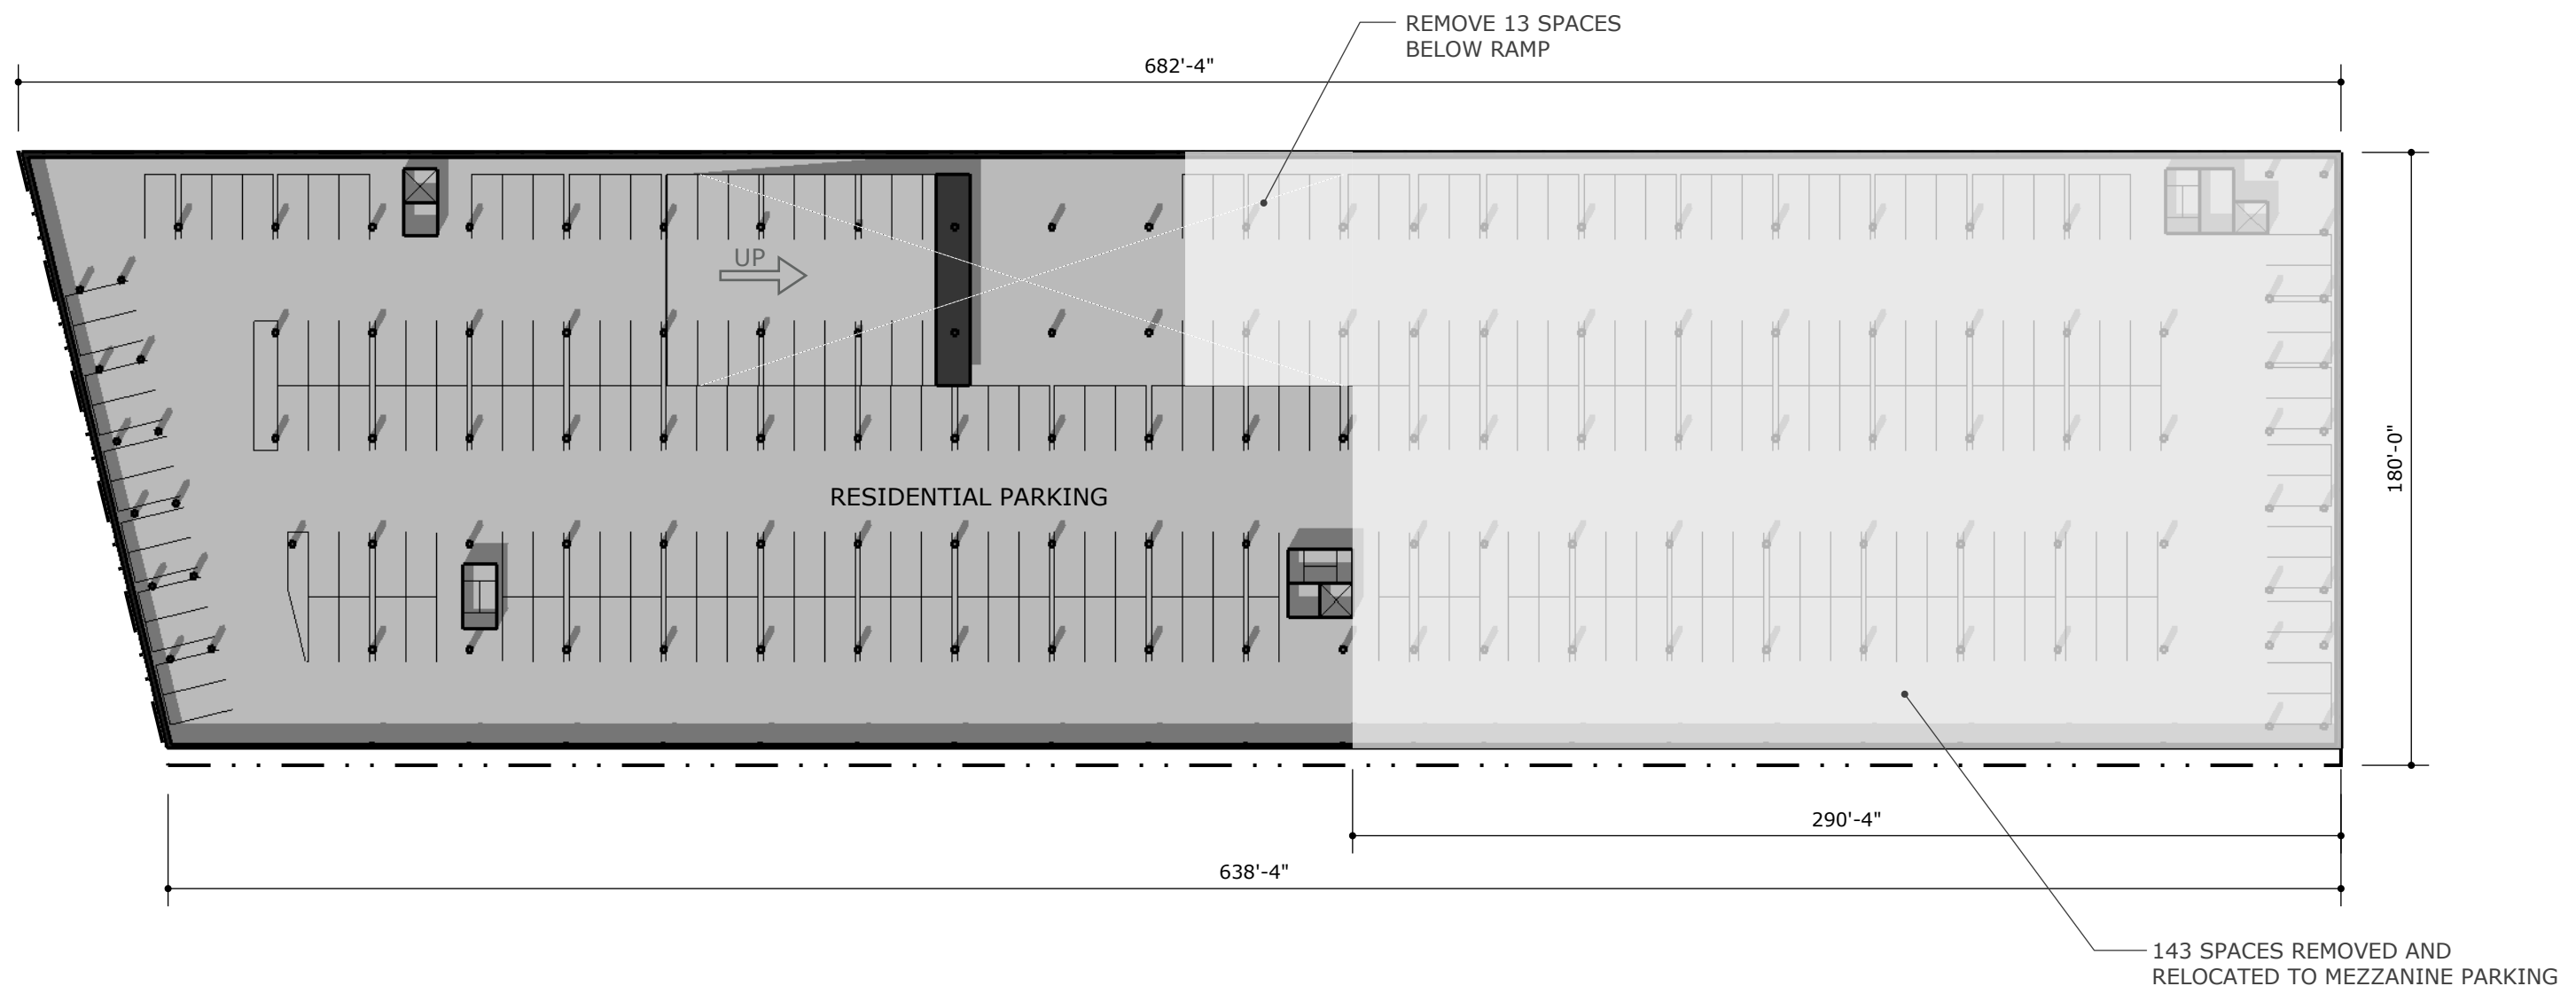 REMOVE 13 SPACES
BELOW RAMP
682'-4"
UP
180'-0"
RESIDENTIAL PARKING
290'-4"
638'-4"
143 SPACES REMOVED AND
RELOCATED TO MEZZANINE PARKING